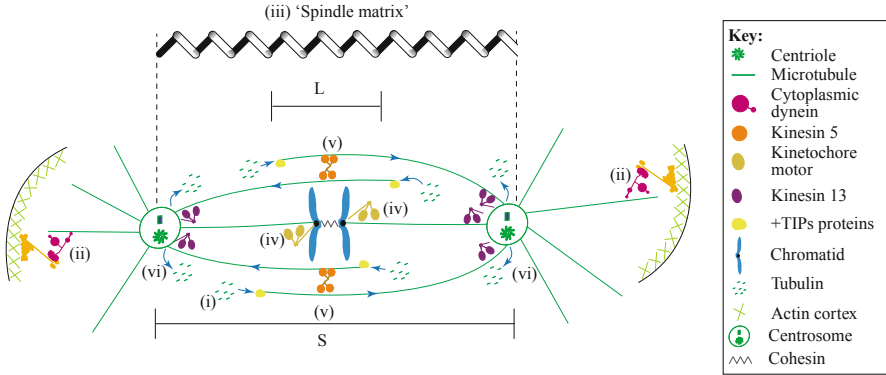 (iii) ‘Spindle matrix’
L
(v)
(ii)
(iv)
(iv)
(ii)
(vi)
(i)
(vi)
(v)
S
Key:
Centriole
Microtubule
Cytoplasmic
dynein
Kinesin 5
Kinetochore
motor
Kinesin 13
+TIPs proteins
Chromatid
Tubulin
Actin cortex
Centrosome
Cohesin